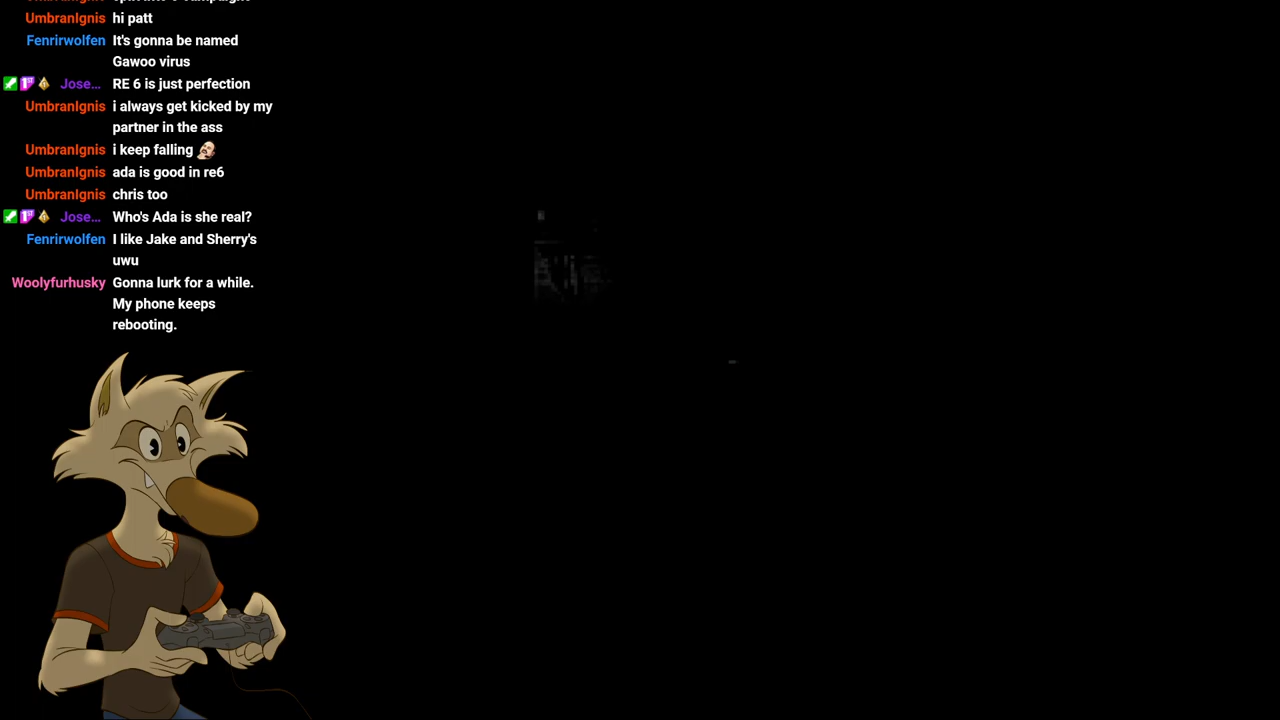 UmbranIgnis hi patt
Fenrirwolfen It's gonna be named
Gawoo virus
Jose... RE 6 is just perfection
UmbranIgnis i always get kicked by my
partner in the ass
UmbranIgnis i keep falling
UmbranIgnis ada is good in re6
UmbranIgnis chris too
Jose... Who's Ada is she real?
Fenrirwolfen I like Jake and Sherry's
uwu
Woolyfurhusky Gonna lurk for a while.
My phone keeps
rebooting.